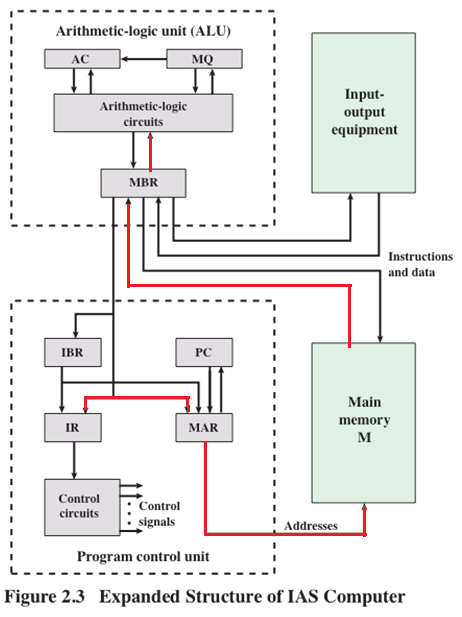 Arithmetic-logic unit (ALU)
AC
MQ
Arithmetic-logic
circuits
MBR
Input-
output
equipment
Instructions
and data
IBR
PC
IR
MAR
Main
memory
M
Control
circuits
Control
signals
Addresses
Program control unit
Figure 2.3 Expanded Structure of IAS Computer